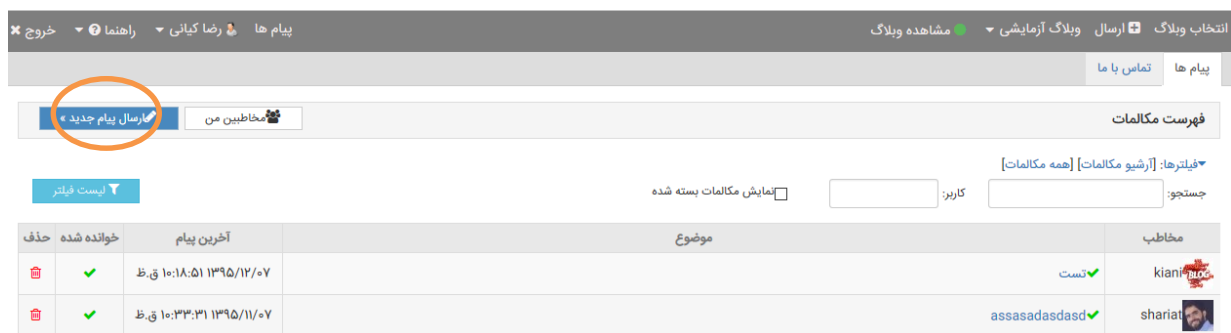 انتخاب وبلاگ ارسال وبلاگ آزمایشی مشاهده وبلاگ پیام ها رضا کیانی راهنما خروج
پیام ها تماس با ما
فهرست مکالمات مخاطبین من ارسال پیام جدید »
فیلترها: [آرشیو مکالمات] [همه مکالمات]
جستجو: کاربر: نمایش مکالمات بسته شده لیست فیلتر
مخاطب موضوع آخرین پیام خوانده شده حذف
kiani تست ۱۳۹۵/۱۲/۰۷ ۱۰:۱۸:۵۱ ق.ظ
shariat assasadasdasd ۱۳۹۵/۱۱/۰۷ ۱۰:۳۳:۳۱ ق.ظ